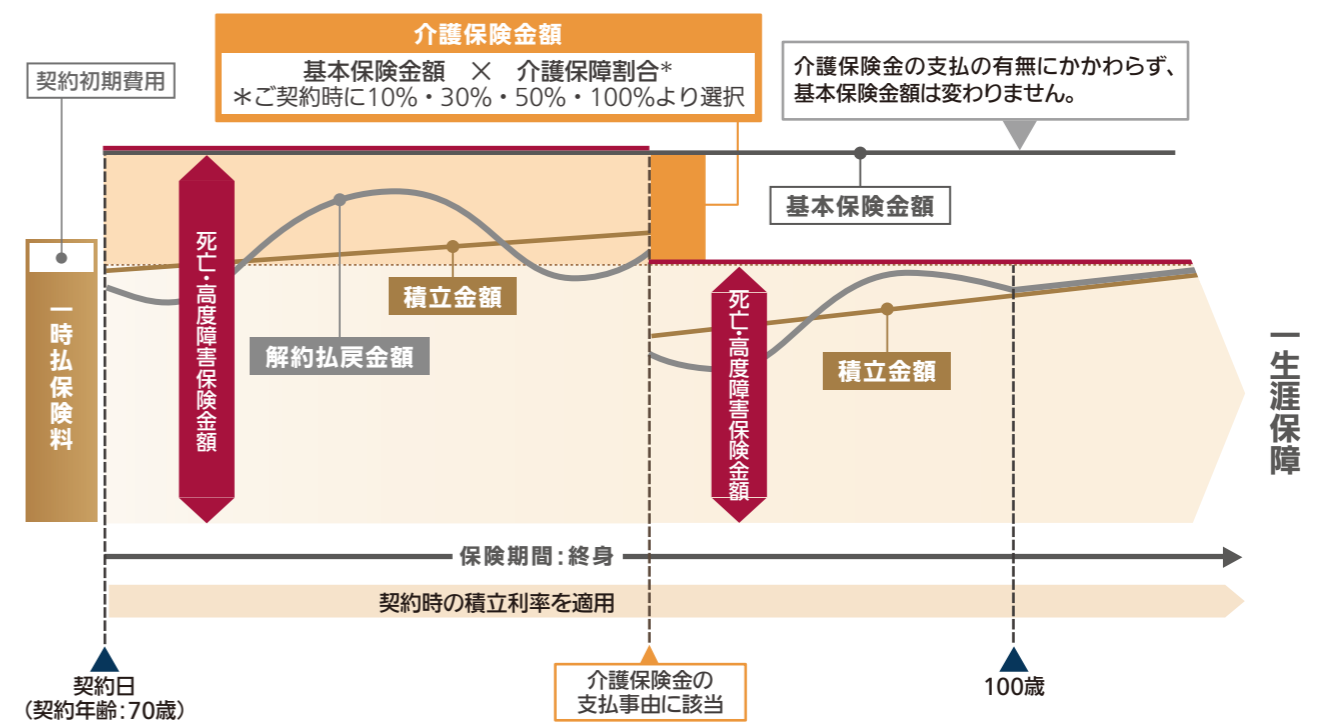 介護保険金額
基本保険金額　×　介護保障割合*
*ご契約時に10%・30%・50%・100%より選択
契約初期費用
介護保険金の支払の有無にかかわらず、
基本保険金額は変わりません。
基本保険金額
死亡・高度障害保険金額
積立金額
解約払戻金額
一時払保険料
死亡・高度障害保険金額
積立金額
一生涯保障
保険期間:終身
契約時の積立利率を適用
契約日
(契約年齢:70歳)
介護保険金の
支払事由に該当
100歳